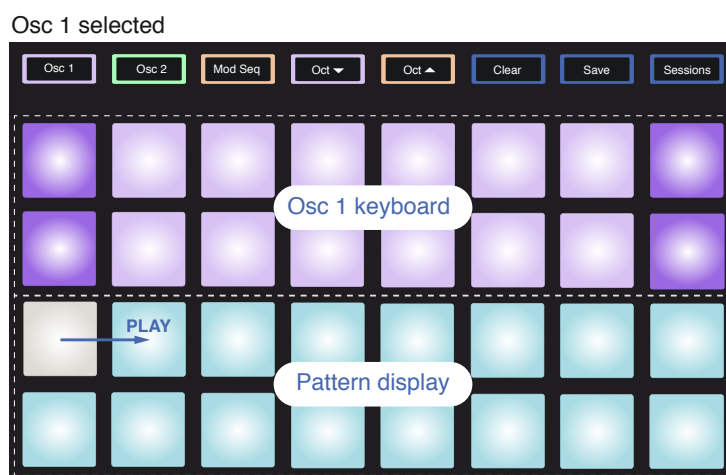 Osc 1 selected
Osc 1 Osc 2 Mod Seq Oct ▼ Oct ▲ Clear Save Sessions
Osc 1 keyboard
PLAY
Pattern display